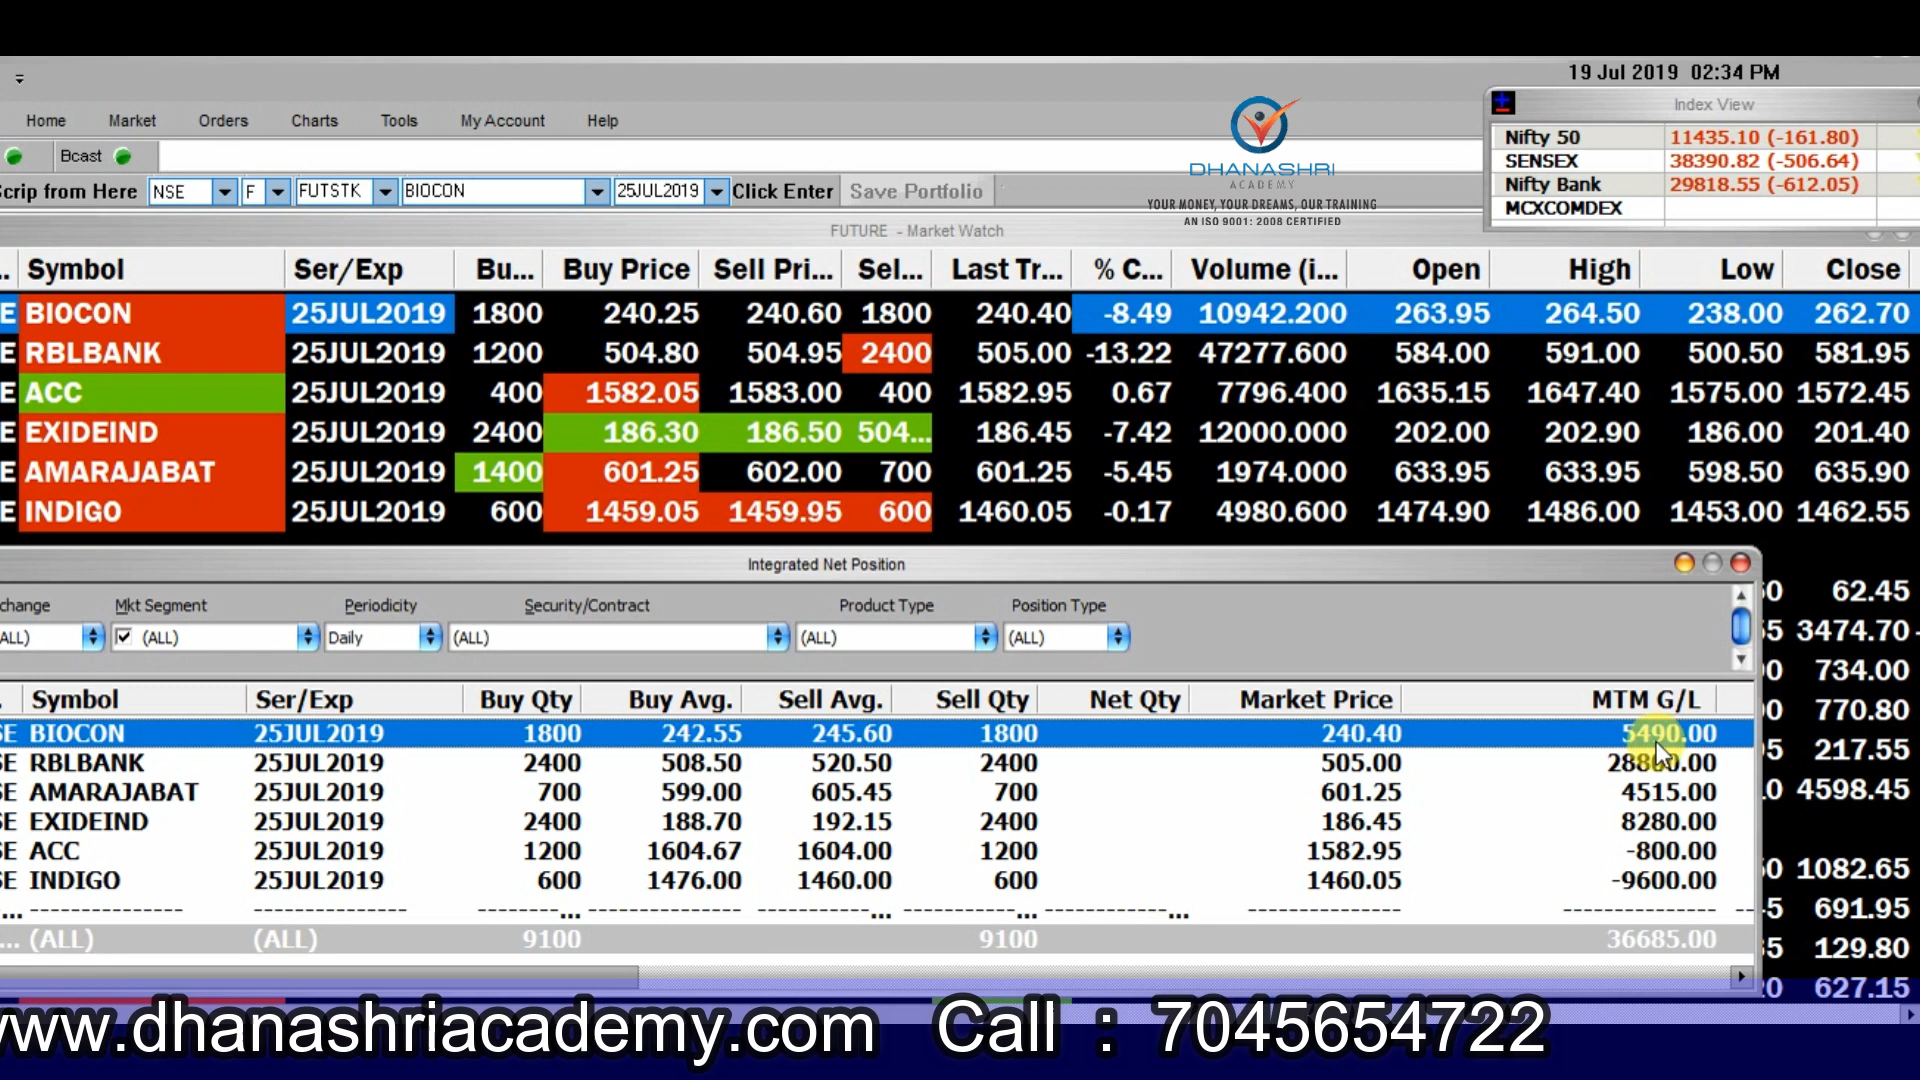 19 Jul 2019 02:34 PM
Home Market Orders Charts Tools My Account Help
Index View
Nifty 50 11435.10 (-161.80)
SENSEX 38390.82 (-506.64)
Nifty Bank 29818.55 (-612.05)
MCXCOMDEX
Bcast
DHANASHRI
ACADEMY
YOUR MONEY, YOUR DREAMS, OUR TRAINING
AN ISO 9001: 2008 CERTIFIED
Scrip from Here NSE F FUTSTK BIOCON 25JUL2019 Click Enter Save Portfolio
FUTURE - Market Watch
.. Symbol Ser/Exp Bu... Buy Price Sell Pri... Sel... Last Tr... % C... Volume (i... Open High Low Close
E BIOCON 25JUL2019 1800 240.25 240.60 1800 240.40 -8.49 10942.200 263.95 264.50 238.00 262.70
E RBLBANK 25JUL2019 1200 504.80 504.95 2400 505.00 -13.22 47277.600 584.00 591.00 500.50 581.95
E ACC 25JUL2019 400 1582.05 1583.00 400 1582.95 0.67 7796.400 1635.15 1647.40 1575.00 1572.45
E EXIDEIND 25JUL2019 2400 186.30 186.50 504... 186.45 -7.42 12000.000 202.00 202.90 186.00 201.40
E AMARAJABAT 25JUL2019 1400 601.25 602.00 700 601.25 -5.45 1974.000 633.95 633.95 598.50 635.90
E INDIGO 25JUL2019 600 1459.05 1459.95 600 1460.05 -0.17 4980.600 1474.90 1486.00 1453.00 1462.55
Integrated Net Position
change Mkt Segment Periodicity Security/Contract Product Type Position Type
ALL) (ALL) Daily (ALL) (ALL) (ALL)
. Symbol Ser/Exp Buy Qty Buy Avg. Sell Avg. Sell Qty Net Qty Market Price MTM G/L
SE BIOCON 25JUL2019 1800 242.55 245.60 1800 240.40 5490.00
SE RBLBANK 25JUL2019 2400 508.50 520.50 2400 505.00
SE AMARAJABAT 25JUL2019 700 599.00 605.45 700 601.25 4515.00
SE EXIDEIND 25JUL2019 2400 188.70 192.15 2400 186.45 8280.00
SE ACC 25JUL2019 1200 1604.67 1604.00 1200 1582.95 -800.00
SE INDIGO 25JUL2019 600 1476.00 1460.00 600 1460.05 -9600.00
... (ALL) (ALL) 9100 9100 36685.00
0 62.45
5 3474.70
0 734.00
0 770.80
5 217.55
0 4598.45
0 1082.65
5 691.95
5 129.80
0 627.15
www.dhanashriacademy.com Call : 7045654722